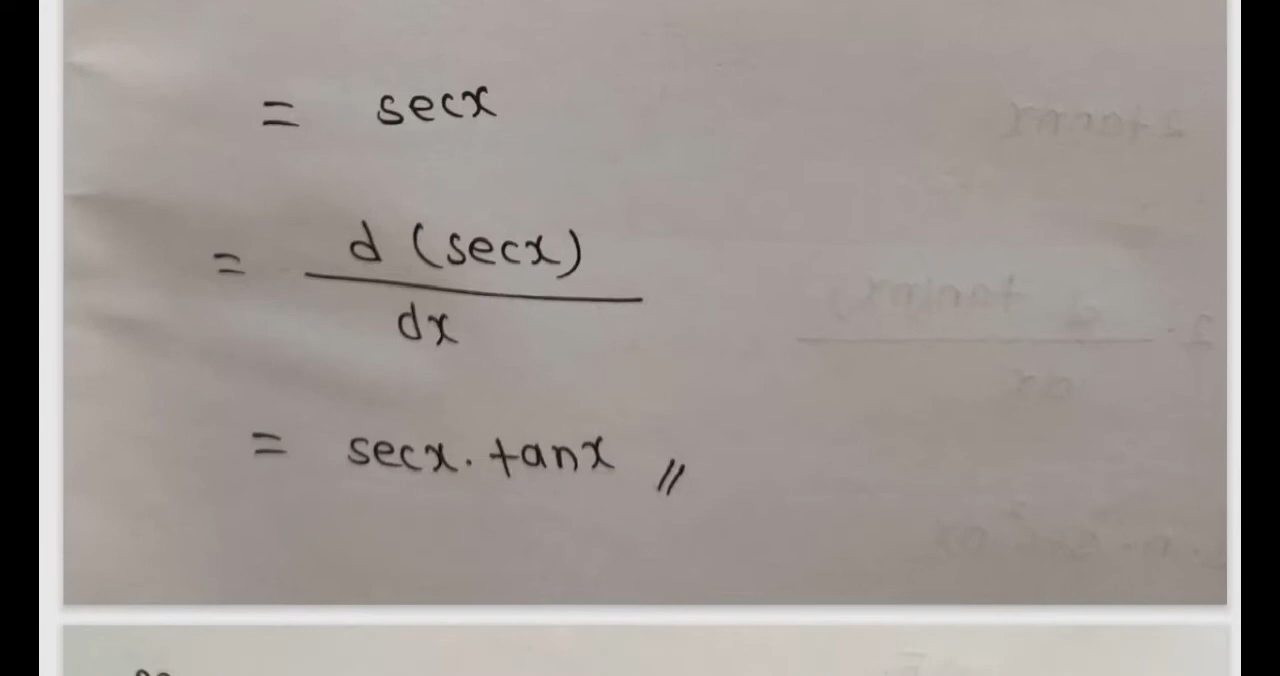 = secx
= d (secx)
dx
= secx. tanx //